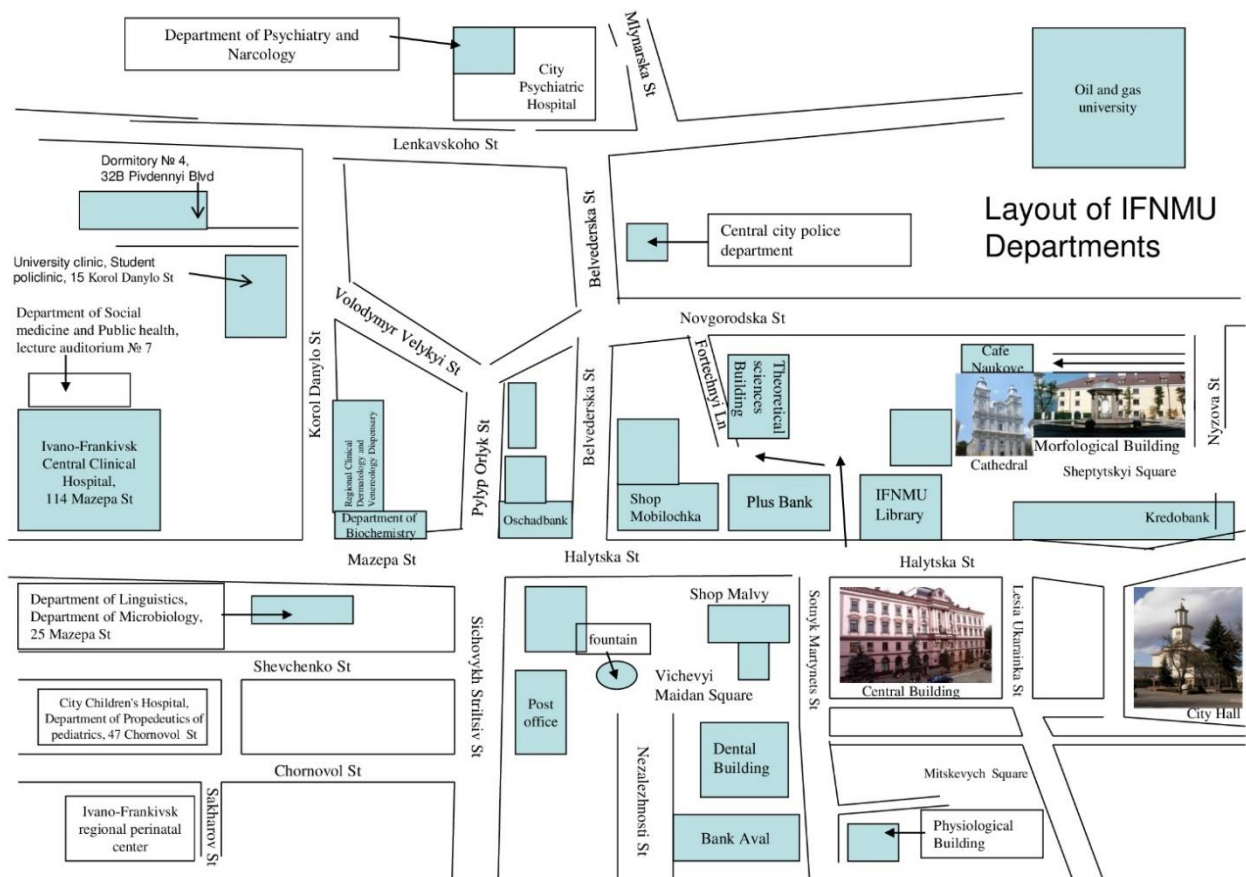 Department of Psychiatry and
Narcology
City
Psychiatric
Hospital
Mlynarska St
Oil and gas
university
Lenkavskoho St
Dormitory № 4,
32B Pivdennyi Blvd
Layout of IFNMU
Departments
Central city police
department
Belvederska St
University clinic, Student
policlinic, 15 Korol Danylo St
Department of Social
medicine and Public health,
lecture auditorium № 7
Korol Danylo St
Volodymyr Velykyi St
Novgorodska St
Fortechnyi Ln
Theoretical
sciences
Building
Cafe
Naukove
Nyzova St
Ivano-Frankivsk
Central Clinical
Hospital,
114 Mazepa St
Regional Clinical
Dermatology and
Venereology Dispensary
Department of
Biochemistry
Pylyp Orlyk St
Oschadbank
Belvederska St
Shop
Mobilochka
Plus Bank
IFNMU
Library
Cathedral
Morfological Building
Sheptytskyi Square
Kredobank
Mazepa St
Halytska St
Halytska St
Department of Linguistics,
Department of Microbiology,
25 Mazepa St
Shevchenko St
Sichovykh Striltsiv St
fountain
Shop Malvy
Vichevyi
Maidan Square
Sotnyk Martynets St
Central Building
Lesia Ukarainka St
City Hall
City Children's Hospital,
Department of Propedeutics of
pediatrics, 47 Chornovol St
Post
office
Dental
Building
Chornovol St
Nezalezhnosti St
Mitskevych Square
Ivano-Frankivsk
regional perinatal
center
Sakharov St
Bank Aval
Physiological
Building